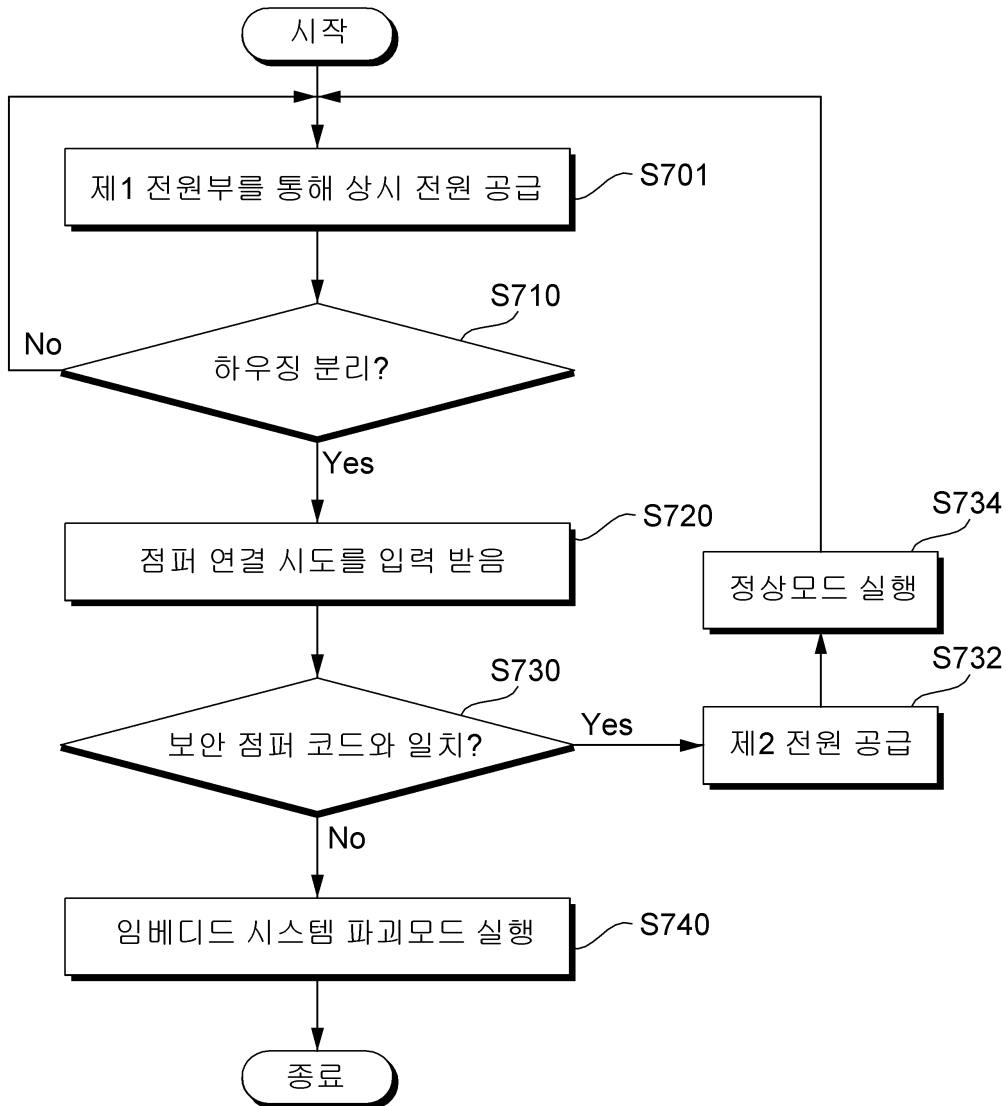 시작
제1 전원부를 통해 상시 전원 공급
S701
S710
하우징 분리?
No
Yes
점퍼 연결 시도를 입력 받음
S720
S734
정상모드 실행
S730
보안 점퍼 코드와 일치?
Yes
S732
제2 전원 공급
No
임베디드 시스템 파괴모드 실행
S740
종료